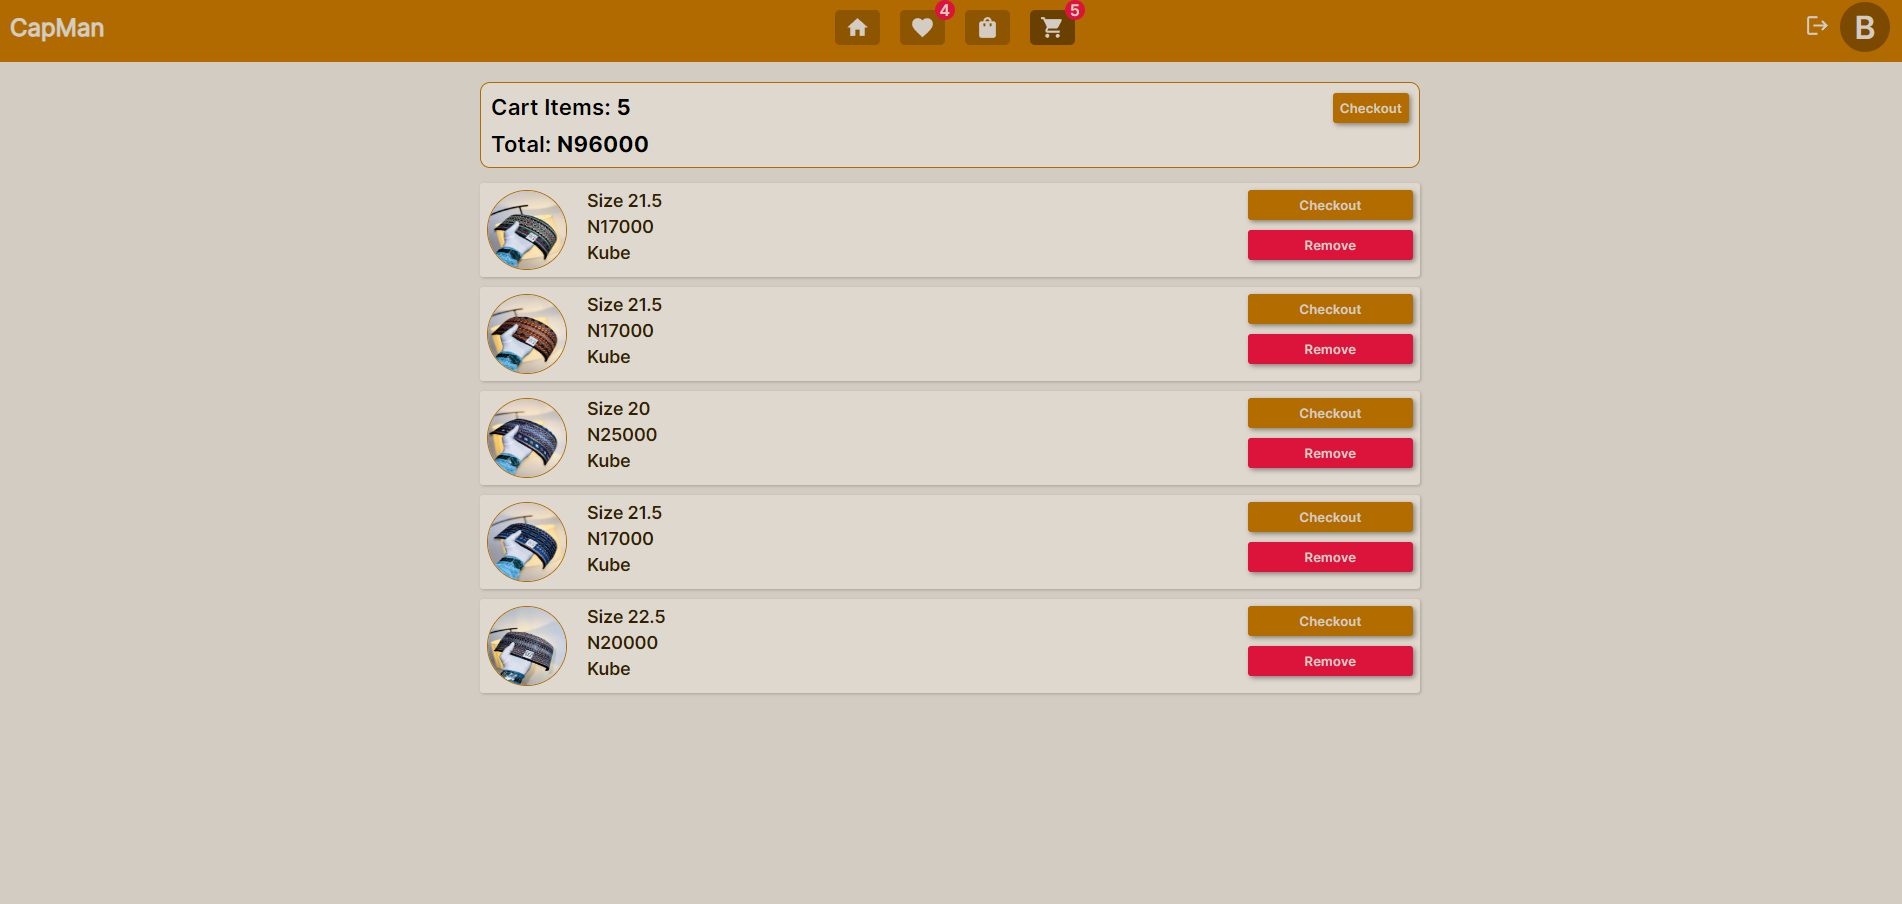 CapMan
4
5
B
Cart Items: 5
Checkout
Total: N96000
Size 21.5
N17000
Kube
Checkout
Remove
Size 21.5
N17000
Kube
Checkout
Remove
Size 20
N25000
Kube
Checkout
Remove
Size 21.5
N17000
Kube
Checkout
Remove
Size 22.5
N20000
Kube
Checkout
Remove